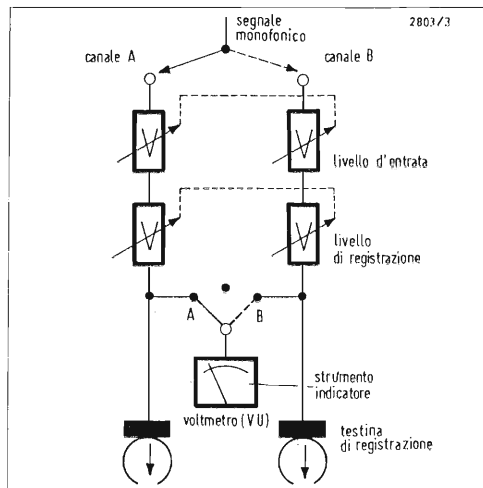 segnale
monofonico
2803/3
canale A
canale B
V
V
livello d'entrata
V
V
livello
di registrazione
A
B
strumento
indicatore
voltmetro (VU)
testina
di registrazione